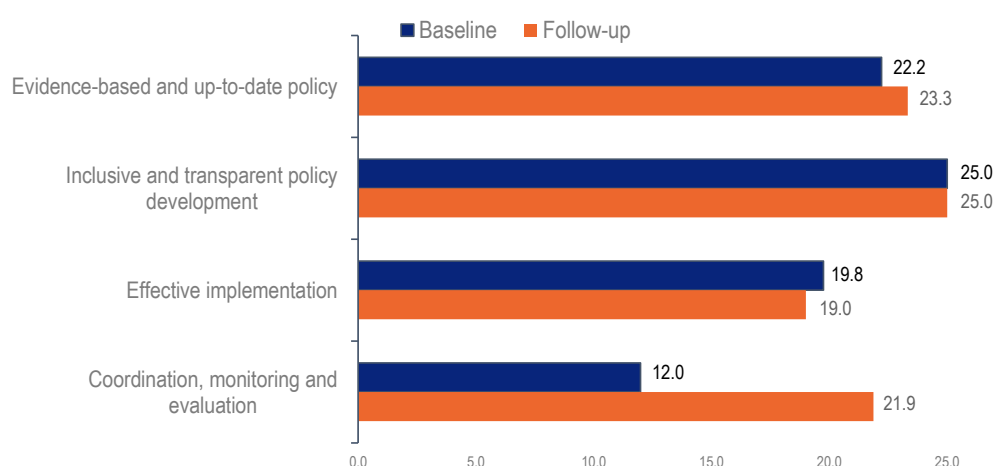 Baseline Follow-up
Evidence-based and up-to-date policy
22.2
23.3
Inclusive and transparent policy
development
25.0
25.0
Effective implementation
19.8
19.0
Coordination, monitoring and
evaluation
12.0
21.9
0.0 5.0 10.0 15.0 20.0 25.0